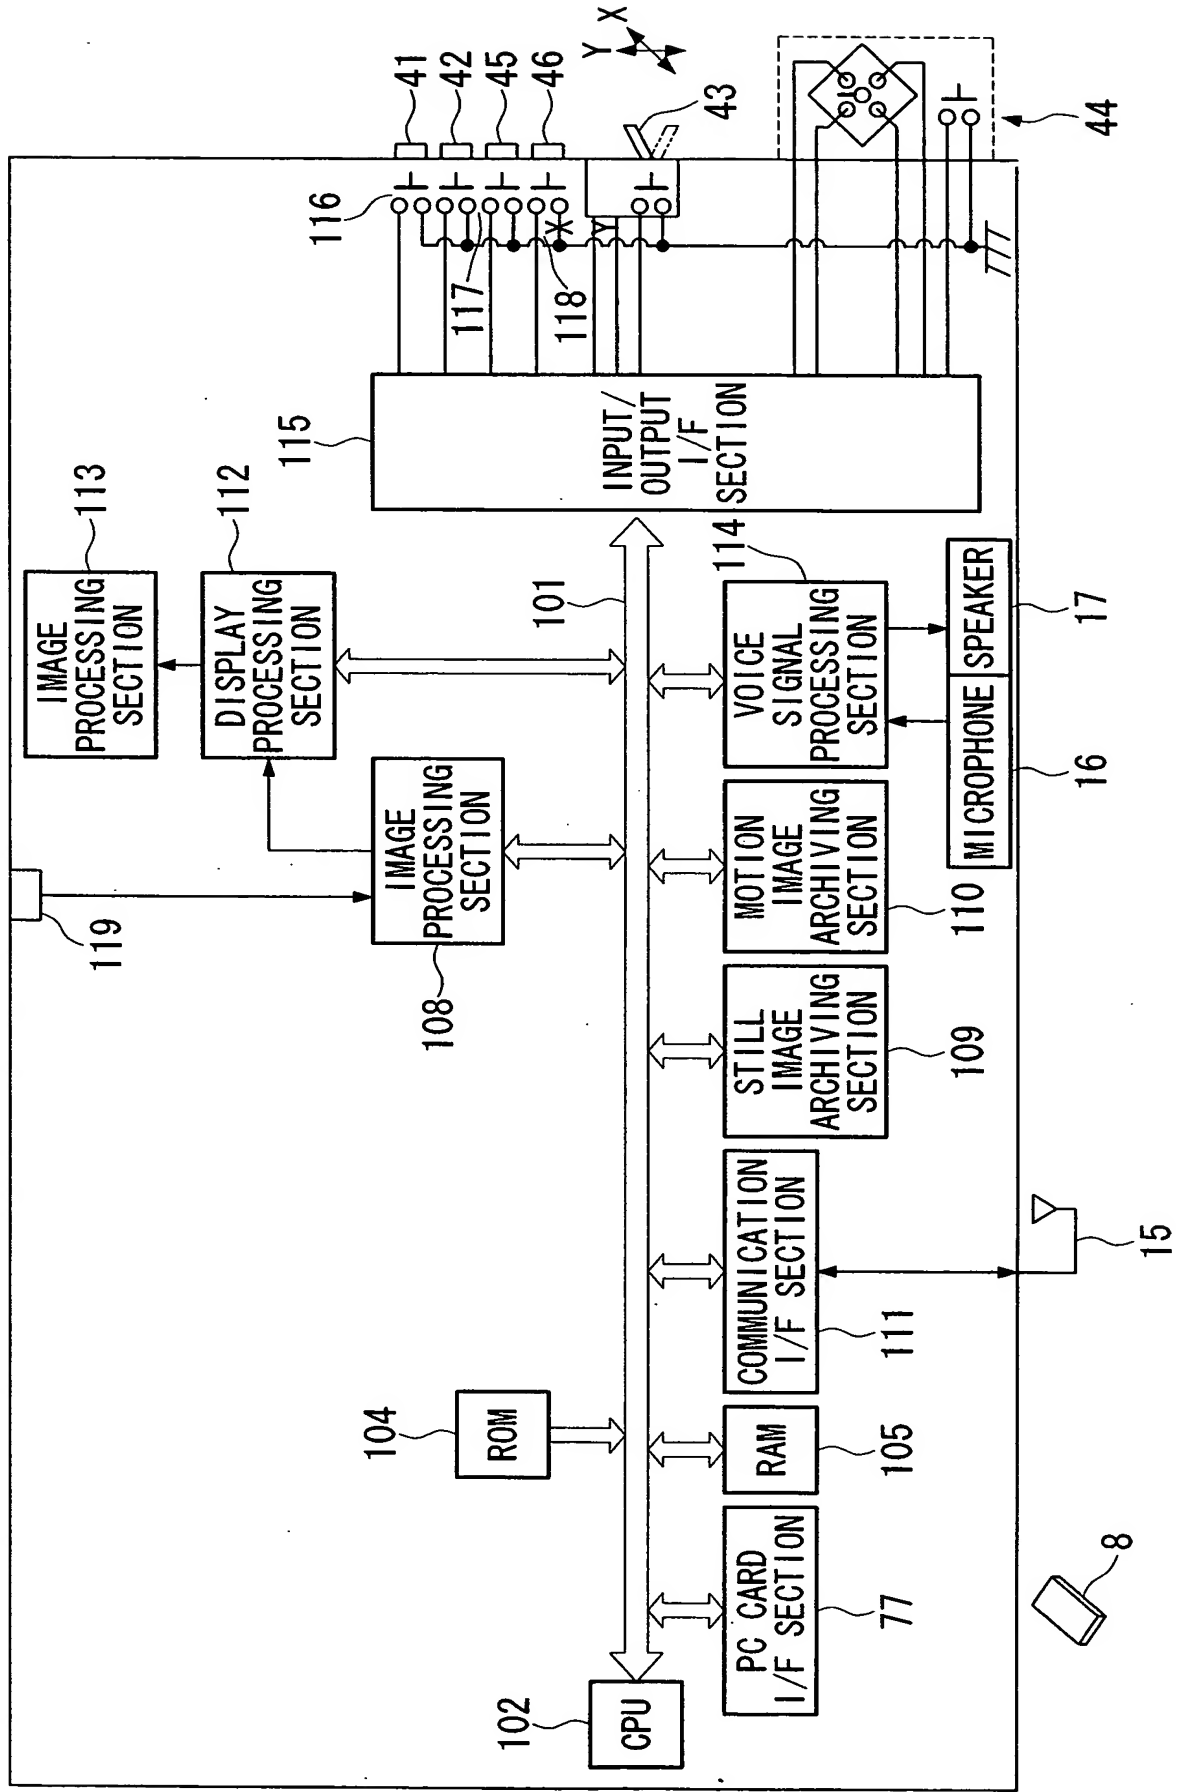 119
IMAGE
PROCESSING
SECTION
113
DISPLAY
PROCESSING
SECTION
112
IMAGE
PROCESSING
SECTION
108
104
ROM
102
CPU
101
115
INPUT/
OUTPUT
I/F
SECTION
116
117
118
X
Y
41
42
45
46
43
Y
X
44
PC CARD
I/F SECTION
77
RAM
105
COMMUNICATION
I/F SECTION
111
STILL
IMAGE
ARCHIVING
SECTION
109
MOTION
IMAGE
ARCHIVING
SECTION
110
VOICE
SIGNAL
PROCESSING
SECTION
114
MICROPHONE
SPEAKER
16
17
15
8